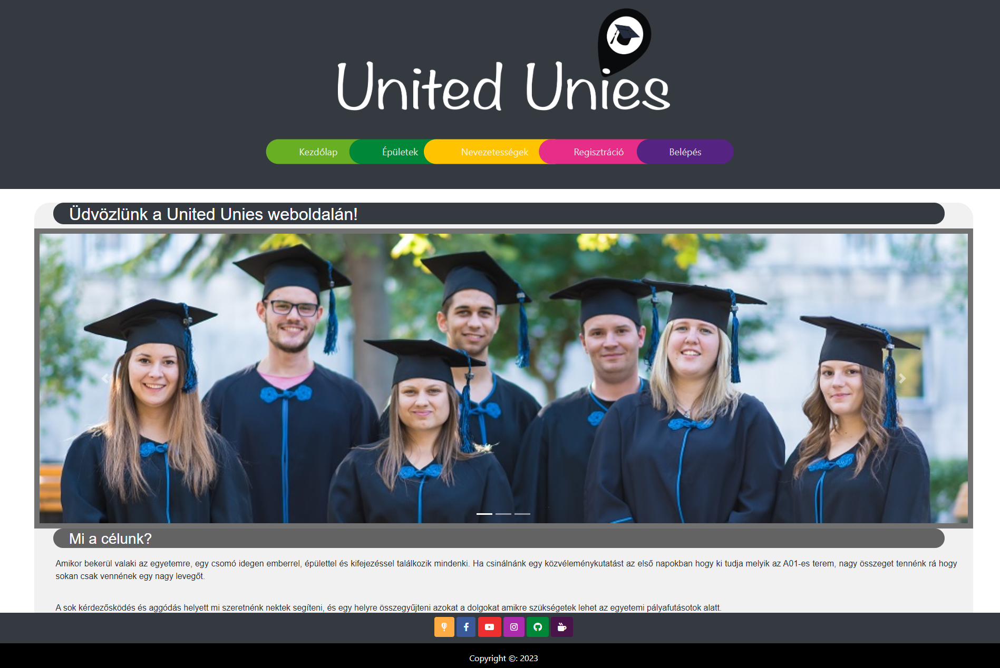 United Unies
Kezdőlap
Épületek
Nevezetességek
Regisztráció
Belépés
Üdvözlünk a United Unies weboldalán!
Mi a célunk?
Amikor bekerül valaki az egyetemre, egy csomó idegen emberrel, épülettel és kifejezéssel találkozik mindenki. Ha csinálnánk egy közvéleménykutatást az első napokban hogy ki tudja melyik az A01-es terem, nagy összeget tennénk rá hogy
sokan csak vennének egy nagy levegőt.
A sok kérdezősködés és aggódás helyett mi szeretnénk nektek segíteni, és egy helyre összegyűjteni azokat a dolgokat amikre szükségetek lehet az egyetemi pályafutásotok alatt.
Copyright ©: 2023